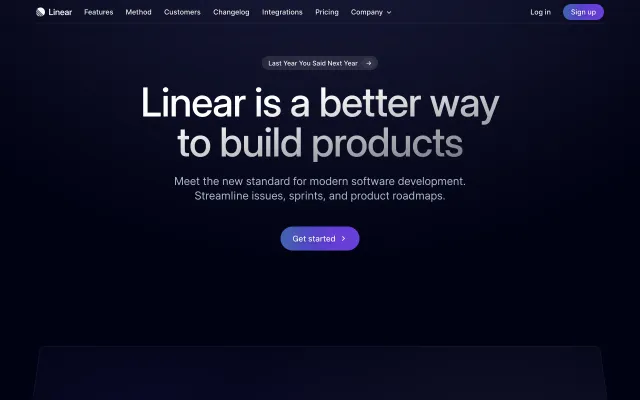 Linear Features Method Customers Changelog Integrations Pricing Company Log in Sign up
Last Year You Said Next Year →
Linear is a better way
to build products
Meet the new standard for modern software development.
Streamline issues, sprints, and product roadmaps.
Get started